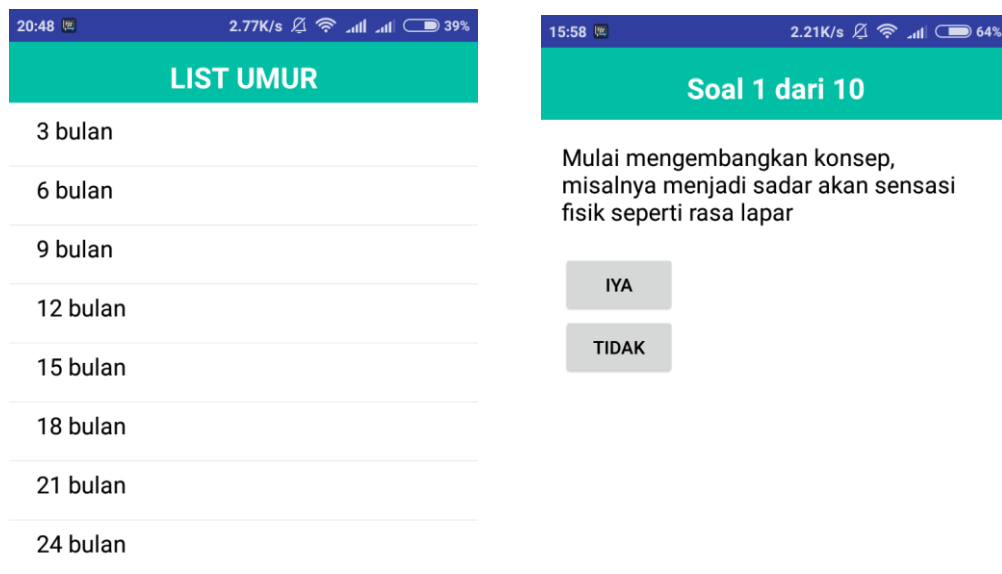 20:48 2.77K/s 39%
LIST UMUR
3 bulan
6 bulan
9 bulan
12 bulan
15 bulan
18 bulan
21 bulan
24 bulan
15:58 2.21K/s 64%
Soal 1 dari 10
Mulai mengembangkan konsep,
misalnya menjadi sadar akan sensasi
fisik seperti rasa lapar
IYA
TIDAK